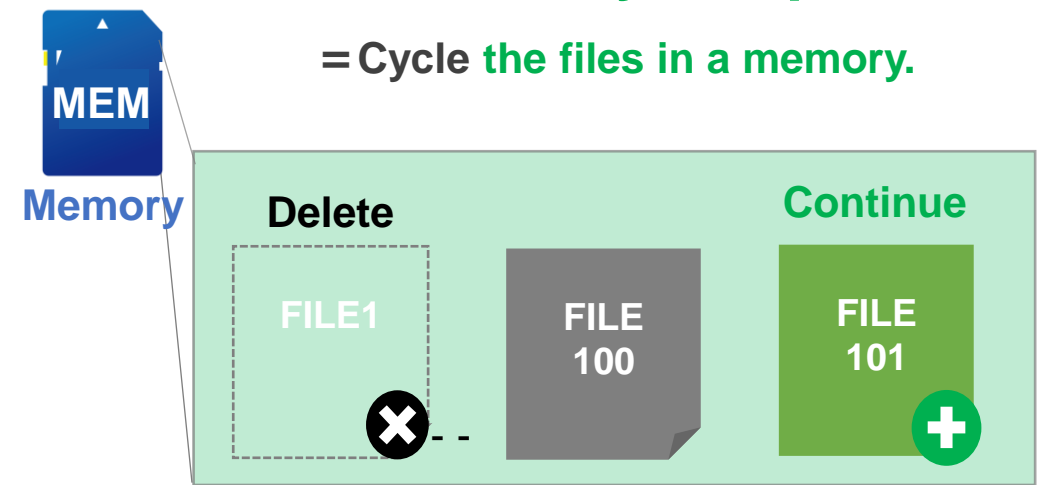 =Cycle the files in a memory.
MEM
Memory
Delete
Continue
FILE1
FILE
100
FILE
101
- -